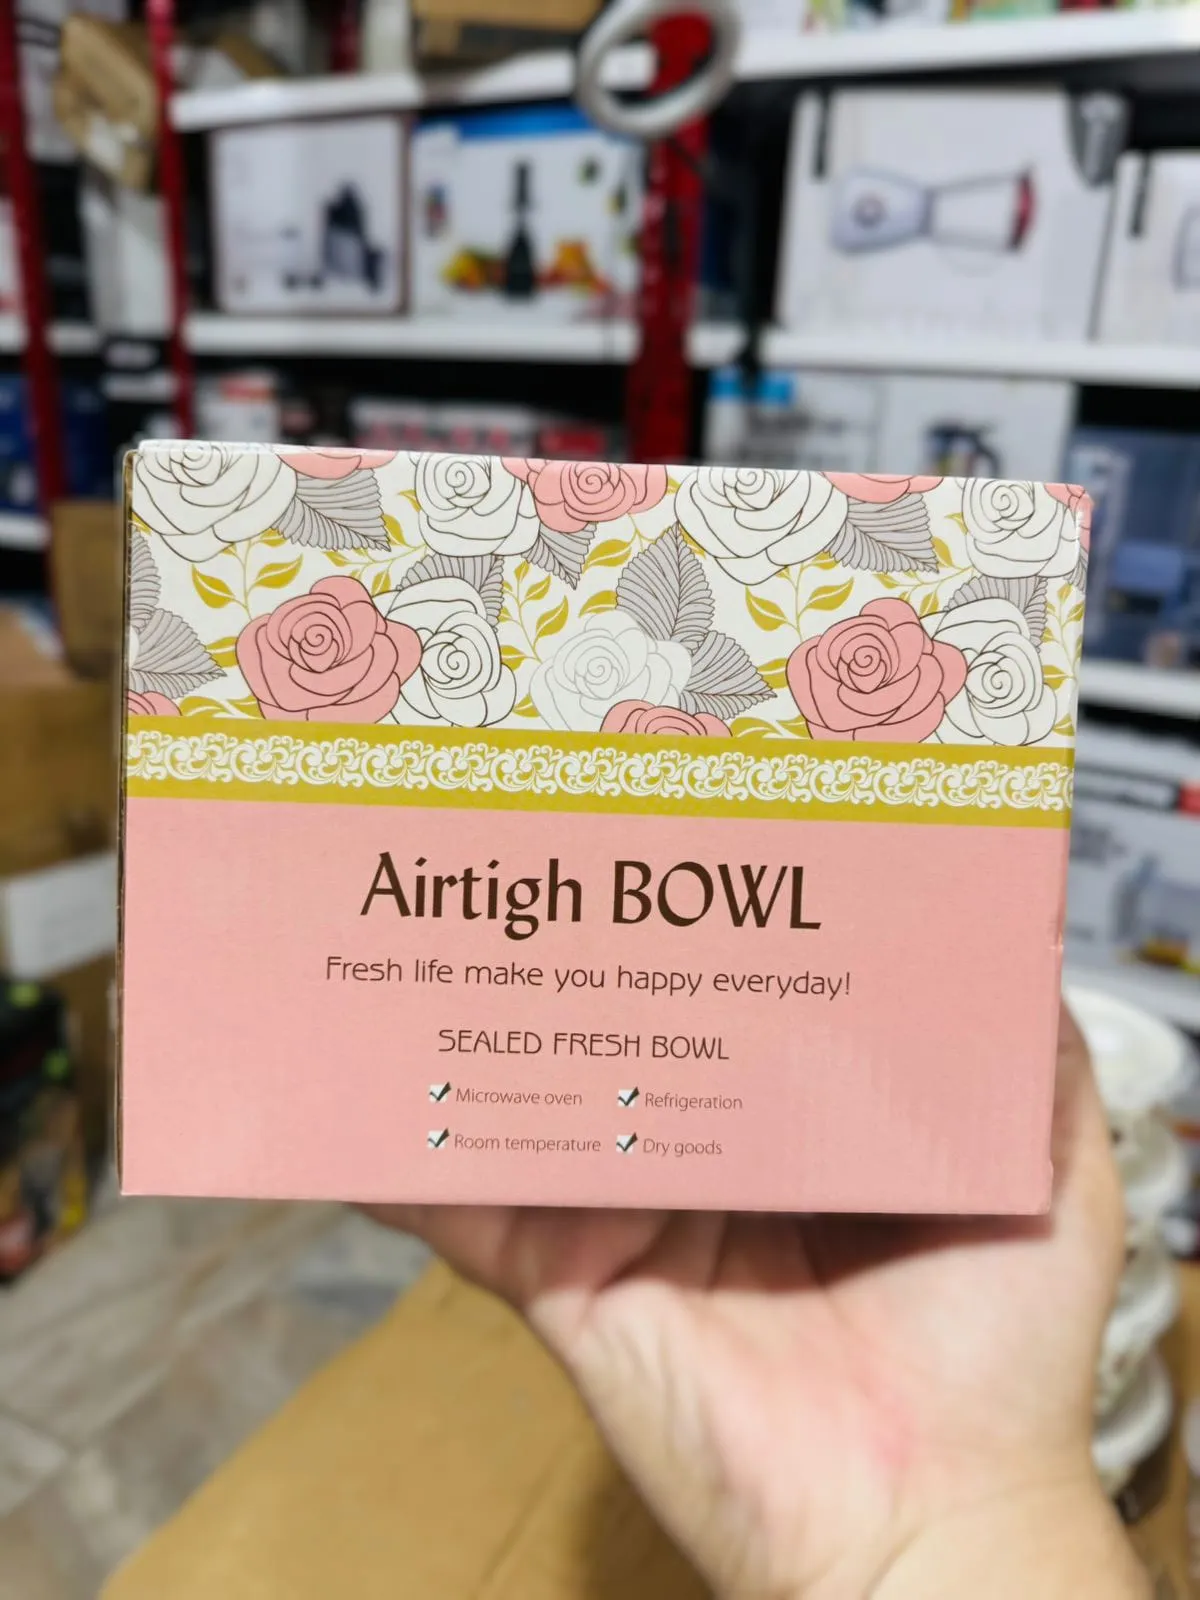 Airtigh BOWL
Fresh life make you happy everyday!
SEALED FRESH BOWL
Microwave oven Refrigeration
Room temperature Dry goods